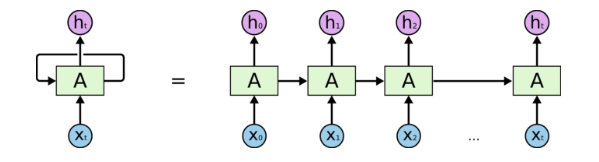 hₜ h₀ h₁ h₂ hₜ
A = A A A A
xₜ x₀ x₁ x₂ ... xₜ